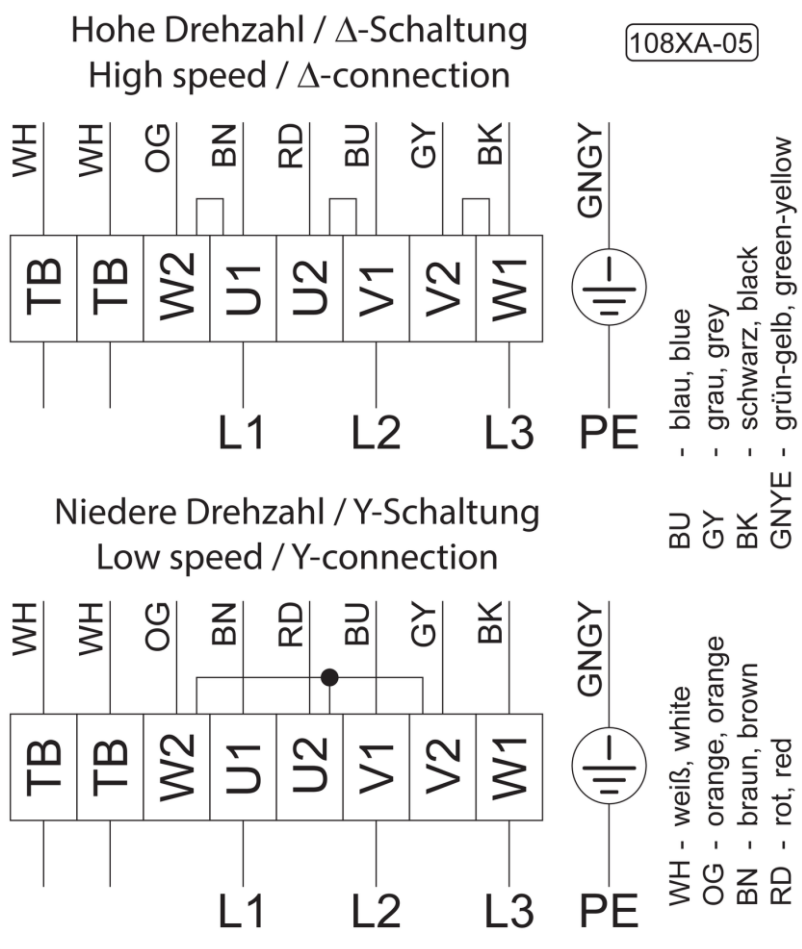 Hohe Drehzahl / Δ-Schaltung
High speed / Δ-connection
108XA-05
WH WH OG BN RD BU GY BK GNGY
TB TB W2 U1 U2 V1 V2 W1
L1 L2 L3 PE
Niedere Drehzahl / Y-Schaltung
Low speed / Y-connection
WH WH OG BN RD BU GY BK GNGY
TB TB W2 U1 U2 V1 V2 W1
L1 L2 L3 PE
WH - weiß, white
OG - orange, orange
BN - braun, brown
RD - rot, red
BU - blau, blue
GY - grau, grey
BK - schwarz, black
GNYE - grün-gelb, green-yellow